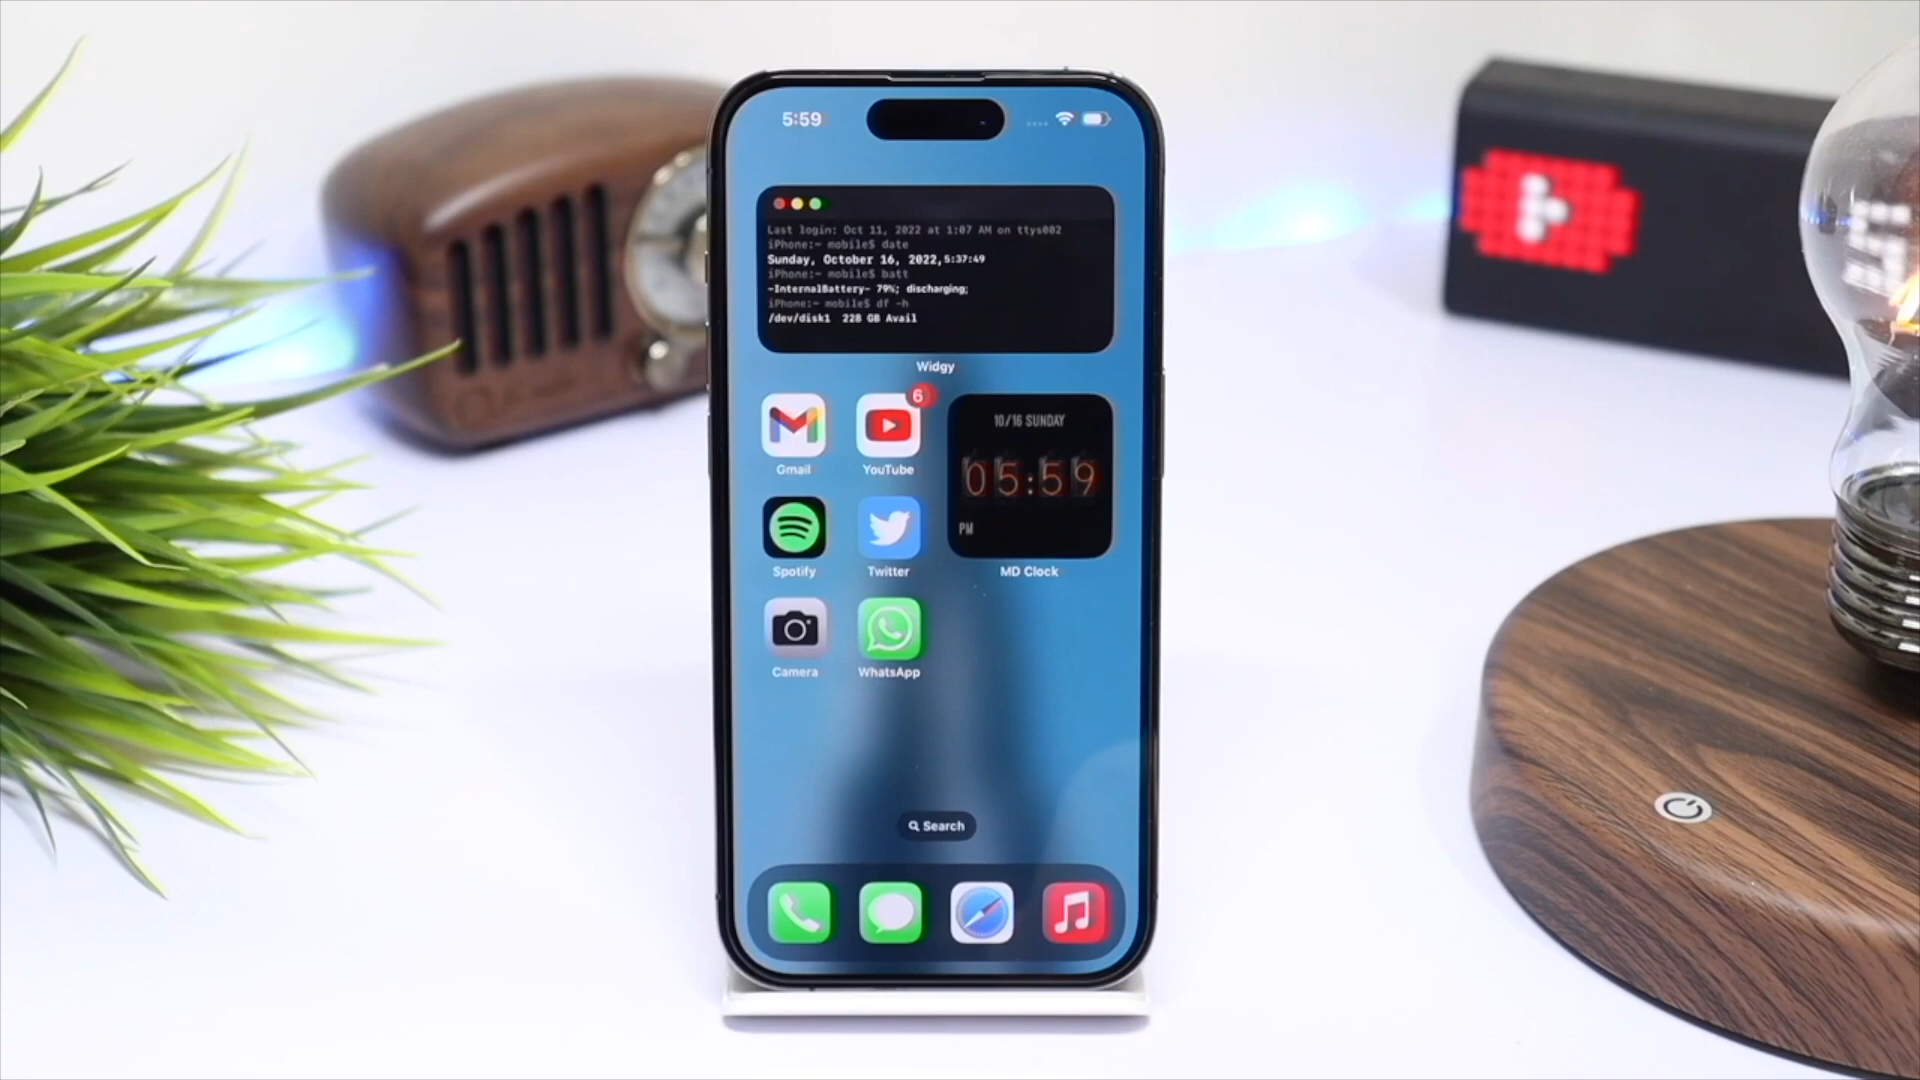 5:59
Last login: Oct 11, 2022 at 1:07 AM on ttys002
iPhone:~ mobile$ date
Sunday, October 16, 2022,5:37:49
iPhone:~ mobile$ batt
-InternalBattery- 79%; discharging;
iPhone:~ mobile$ df -h
/dev/disk1 228 GB Avail
Widgy
6
Gmail
YouTube
10/16 SUNDAY
05:59
PM
Spotify
Twitter
MD Clock
Camera
WhatsApp
Search